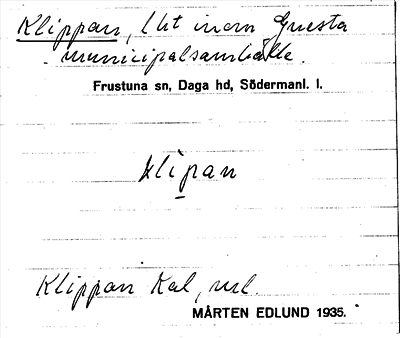 Klippan, lht inom Gnesta
municipalsamhälle.
Frustuna sn, Daga hd, Södermanl. l.
klipan
Klippan Kal, ml.
MÅRTEN EDLUND 1935.